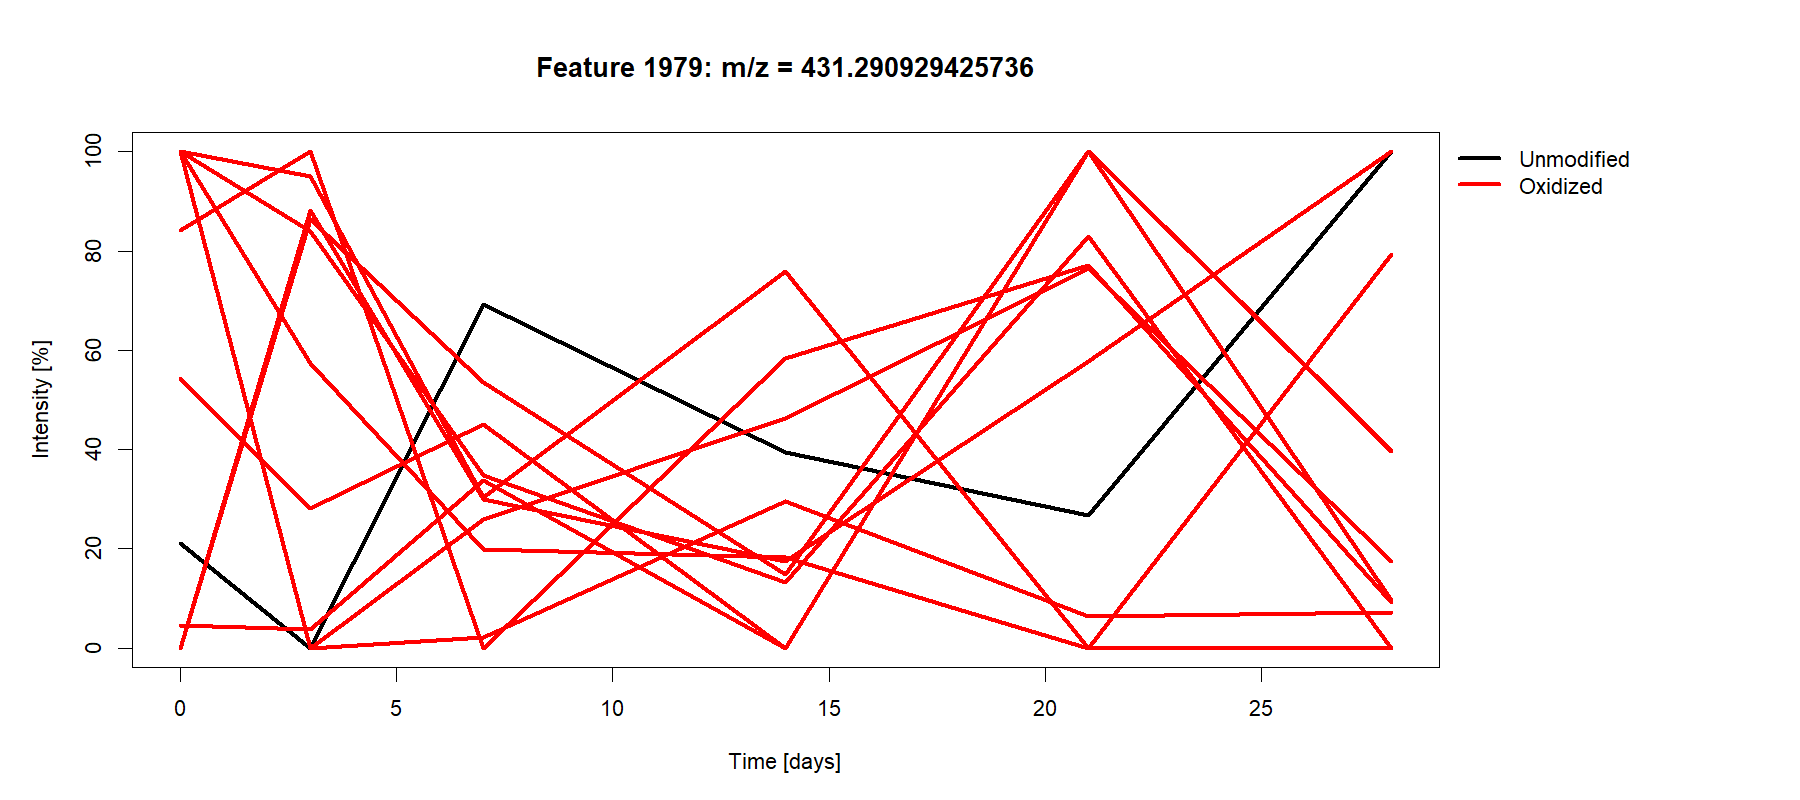 Feature 1979: m/z = 431.290929425736
Unmodified
Oxidized
Intensity [%]
100
80
60
40
20
0
0 5 10 15 20 25
Time [days]